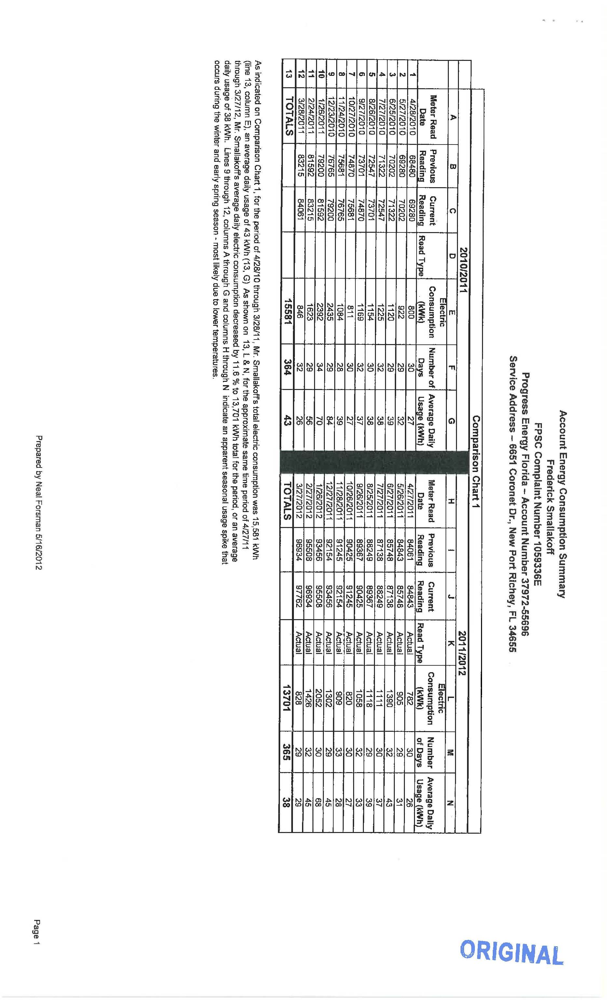 ORIGINAL
Account Energy Consumption Summary
Frederick Smallakoff
FPSC Complaint Number 1059336E
Progress Energy Florida – Account Number 37972-55696
Service Address – 6651 Coronet Dr., New Port Richey, FL 34655
Comparison Chart 1
2010/2011 2011/2012
A B C D E F G H I J K L M N
Meter Read Date Previous Reading Current Reading Read Type Electric Consumption (kWk) Number of Days Average Daily Usage (kWh) Meter Read Date Previous Reading Current Reading Read Type Electric Consumption (kWk) Number of Days Average Daily Usage (kWh)
1 4/28/2010 68480 69280 800 30 27 4/27/2011 84061 84843 Actual 782 30 26
2 5/27/2010 69280 70202 922 29 32 5/26/2011 84843 85748 Actual 905 29 31
3 6/25/2010 70202 71322 1120 29 39 6/27/2011 85748 87138 Actual 1390 32 43
4 7/27/2010 71322 72547 1225 32 38 7/27/2011 87138 88249 Actual 1111 30 37
5 8/26/2010 72547 73701 1154 30 38 8/25/2011 88249 89367 Actual 1118 29 39
6 9/27/2010 73701 74870 1169 32 37 9/26/2011 89367 90425 Actual 1058 32 33
7 10/27/2010 74870 75681 811 30 27 10/26/2011 90425 91245 Actual 820 30 27
8 11/24/2010 75681 76765 1084 28 39 11/28/2011 91245 92154 Actual 909 33 28
9 12/23/2010 76765 79200 2435 29 84 12/27/2011 92154 93456 Actual 1302 29 45
10 1/26/2011 79200 81592 2392 34 70 1/26/2012 93456 95508 Actual 2052 30 68
11 2/24/2011 81592 83215 1623 29 56 2/27/2012 95508 96934 Actual 1426 32 45
12 3/28/2011 83215 84061 846 32 26 3/27/2012 96934 97762 Actual 828 29 29
13 TOTALS 15581 364 43 TOTALS 13701 365 38
As indicated on Comparison Chart 1, for the period of 4/28/10 through 3/28/11, Mr. Smallakoff's total electric consumption was 15,581 kWh
(line 13, column E), an average daily usage of 43 kWh (13, G) As shown on 13, L & N, for the approximate same time period of 4/27/11
through 3/27/12, Mr. Smallakoff's average daily electric consumption decreased by 11.6 % to 13,701 kWh total for the period, or an average
daily usage of 38 kWh. Lines 9 through 12, columns A through G and columns H through N indicate an apparent seasonal usage spike that
occurs during the winter and early spring season - most likely due to lower temperatures.
Prepared by Neal Forsman 5/16/2012
Page 1